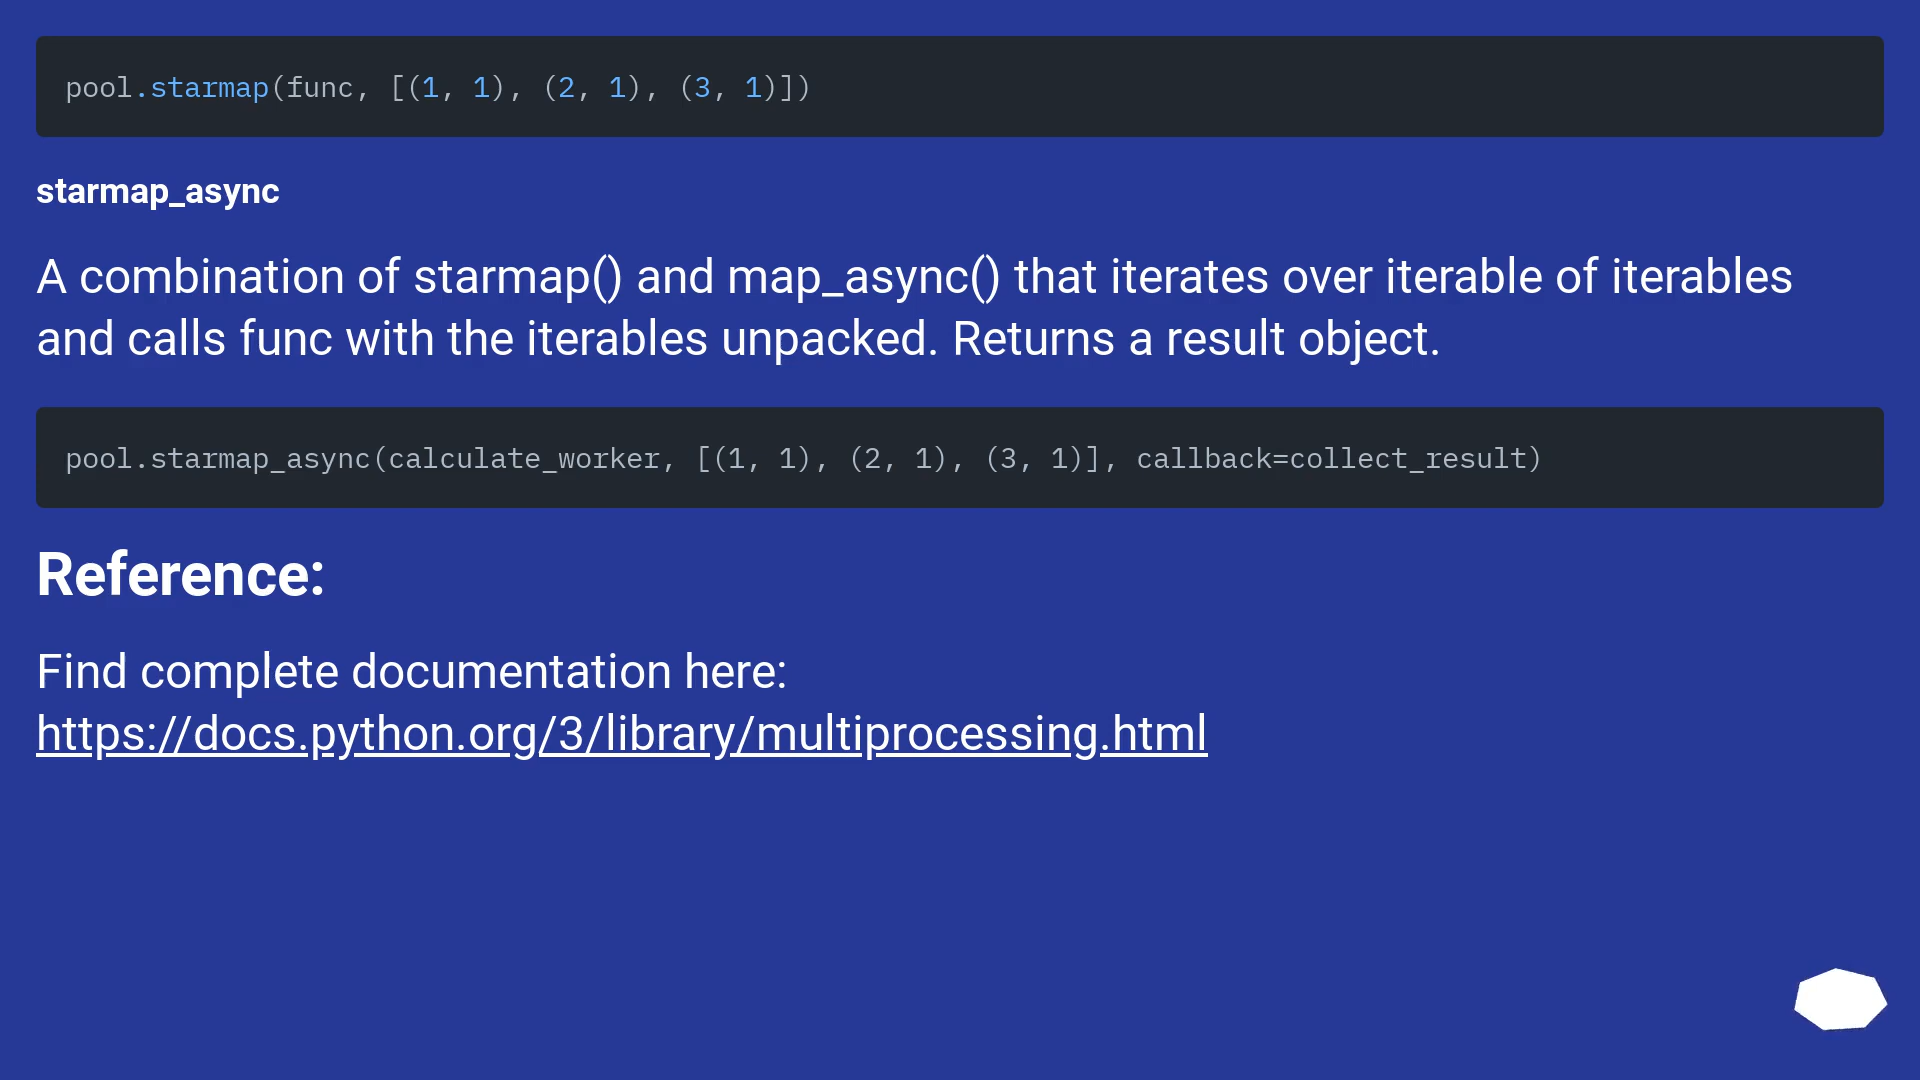 pool.starmap(func, [(1, 1), (2, 1), (3, 1)])
starmap_async
A combination of starmap() and map_async() that iterates over iterable of iterables
and calls func with the iterables unpacked. Returns a result object.
pool.starmap_async(calculate_worker, [(1, 1), (2, 1), (3, 1)], callback=collect_result)
Reference:
Find complete documentation here:
https://docs.python.org/3/library/multiprocessing.html